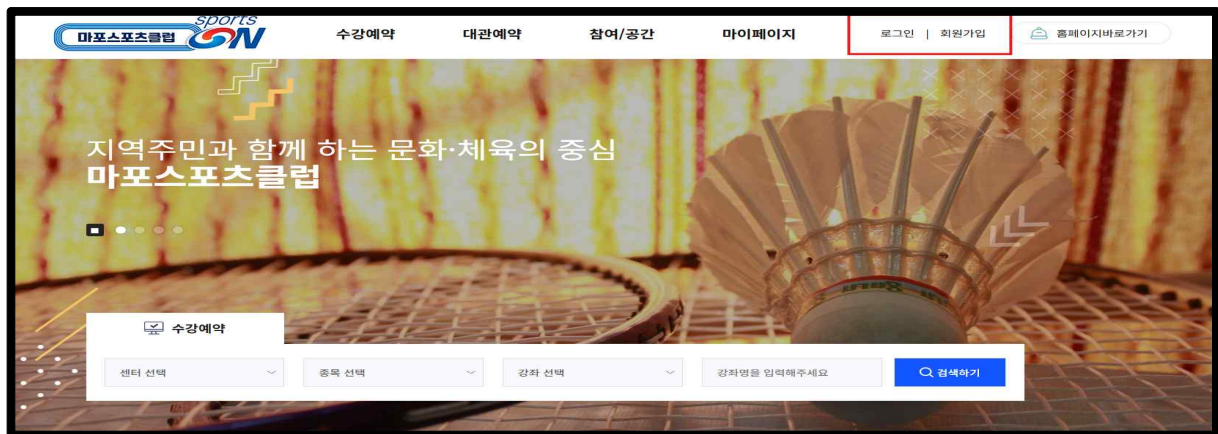 sports
마포스포츠클럽 ON
수강예약 대관예약 참여/공간 마이페이지 로그인 | 회원가입 홈페이지바로가기
지역주민과 함께 하는 문화·체육의 중심
마포스포츠클럽
수강예약
센터 선택 종목 선택 강좌 선택 강좌명을 입력해주세요 검색하기